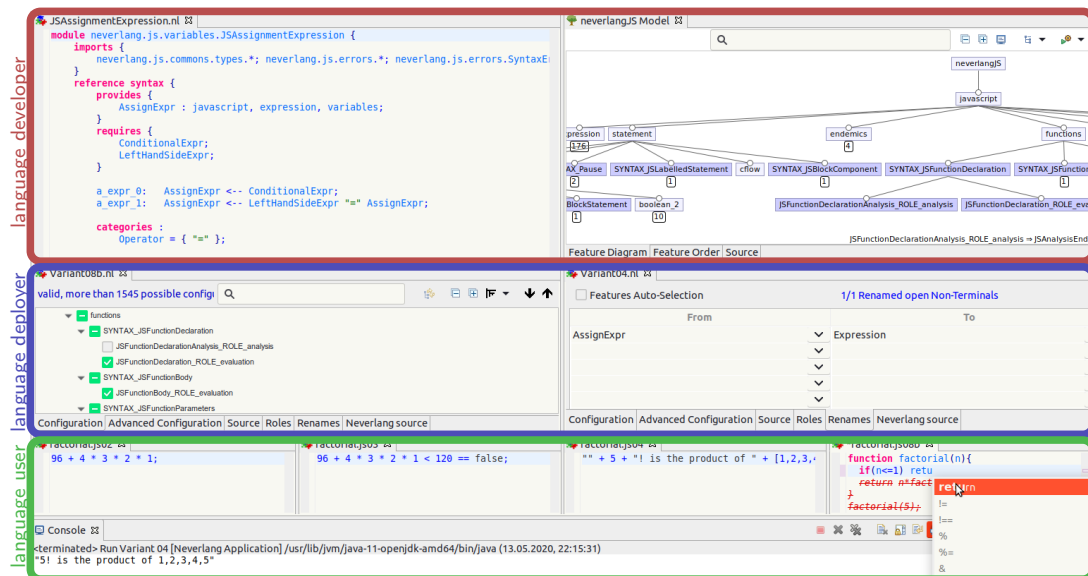 language developer
JSAssignmentExpression.nl
module neverlang.js.variables.JSAssignmentExpression {
imports {
neverlang.js.commons.types.*; neverlang.js.errors.*; neverlang.js.errors.SyntaxE
}
reference syntax {
provides {
AssignExpr : javascript, expression, variables;
}
requires {
ConditionalExpr;
LeftHandSideExpr;
}
a_expr_0: AssignExpr <-- ConditionalExpr;
a_expr_1: AssignExpr <-- LeftHandSideExpr "=" AssignExpr;
categories :
Operator = { "=" };
neverlangJS Model
neverlangJS
javascript
pression statement endemics functions
176 4
AX_Pause SYNTAX_JSLabelledStatement cflow SYNTAX_JSBlockComponent SYNTAX_JSFunctionDeclaration SYNTAX_JSFunction
2 1 1 1
BlockStatement boolean_2 JSFunctionDeclarationAnalysis_ROLE_analysis JSFunctionDeclaration_ROLE_eva
1 10
JSFunctionDeclarationAnalysis_ROLE_analysis ⇒ JSAnalysisEnd
Feature Diagram Feature Order Source
language deployer
Variant08b.nl
valid, more than 1545 possible configu
functions
SYNTAX_JSFunctionDeclaration
JSFunctionDeclarationAnalysis_ROLE_analysis
JSFunctionDeclaration_ROLE_evaluation
SYNTAX_JSFunctionBody
JSFunctionBody_ROLE_evaluation
SYNTAX_JSFunctionParameters
Configuration Advanced Configuration Source Roles Renames Neverlang source
Variant04.nl
Features Auto-Selection 1/1 Renamed open Non-Terminals
From To
AssignExpr Expression
Configuration Advanced Configuration Source Roles Renames Neverlang source
language user
factorial.js02
96 + 4 * 3 * 2 * 1;
factorial.js03
96 + 4 * 3 * 2 * 1 < 120 == false;
factorial.js04
"" + 5 + "! is the product of " + [1,2,3,4
factorial.js08b
function factorial(n){
if(n<=1) retu
return n*fact
}
factorial(5);
return
!=
!==
%
%=
&
Console
<terminated> Run Variant 04 [Neverlang Application] /usr/lib/jvm/java-11-openjdk-amd64/bin/java (13.05.2020, 22:15:31)
"5! is the product of 1,2,3,4,5"